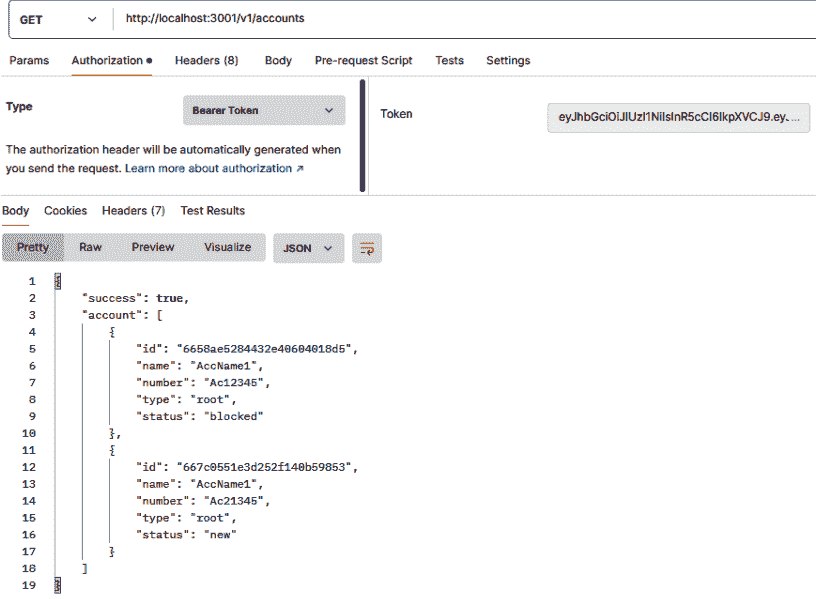 GET http://localhost:3001/v1/accounts
Params Authorization Headers (8) Body Pre-request Script Tests Settings
Type Bearer Token Token eyJhbGciOiJIUzI1NiIsInR5cCI6IkpXVCJ9.ey...
The authorization header will be automatically generated when
you send the request. Learn more about authorization ↗
Body Cookies Headers (7) Test Results
Pretty Raw Preview Visualize JSON
1 {
2 "success": true,
3 "account": [
4 {
5 "id": "6658ae5284432e40604018d5",
6 "name": "AccName1",
7 "number": "Ac12345",
8 "type": "root",
9 "status": "blocked"
10 },
11 {
12 "id": "667c0551e3d252f140b59853",
13 "name": "AccName1",
14 "number": "Ac21345",
15 "type": "root",
16 "status": "new"
17 }
18 ]
19 }